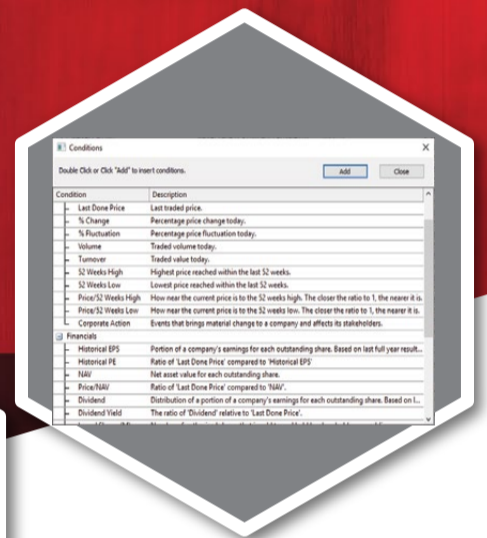 Conditions
Double Click or Click "Add" to insert conditions.
Add
Close
Condition Description
Last Done Price Last traded price.
% Change Percentage price change today.
% Fluctuation Percentage price fluctuation today.
Volume Traded volume today.
Turnover Traded value today.
52 Weeks High Highest price reached within the last 52 weeks.
52 Weeks Low Lowest price reached within the last 52 weeks.
Price/52 Weeks High How near the current price is to the 52 weeks high. The closer the ratio to 1, the nearer it is.
Price/52 Weeks Low How near the current price is to the 52 weeks low. The closer the ratio to 1, the nearer it is.
Corporate Action Events that brings material change to a company and affects its stakeholders.
Financials
Historical EPS Portion of a company's earnings for each outstanding share. Based on last full year result...
Historical PE Ratio of 'Last Done Price' compared to 'Historical EPS'
NAV Net asset value for each outstanding share.
Price/NAV Ratio of 'Last Done Price' compared to 'NAV'.
Dividend Distribution of a portion of a company's earnings for each outstanding share. Based on l...
Dividend Yield The ratio of 'Dividend' relative to 'Last Done Price'.